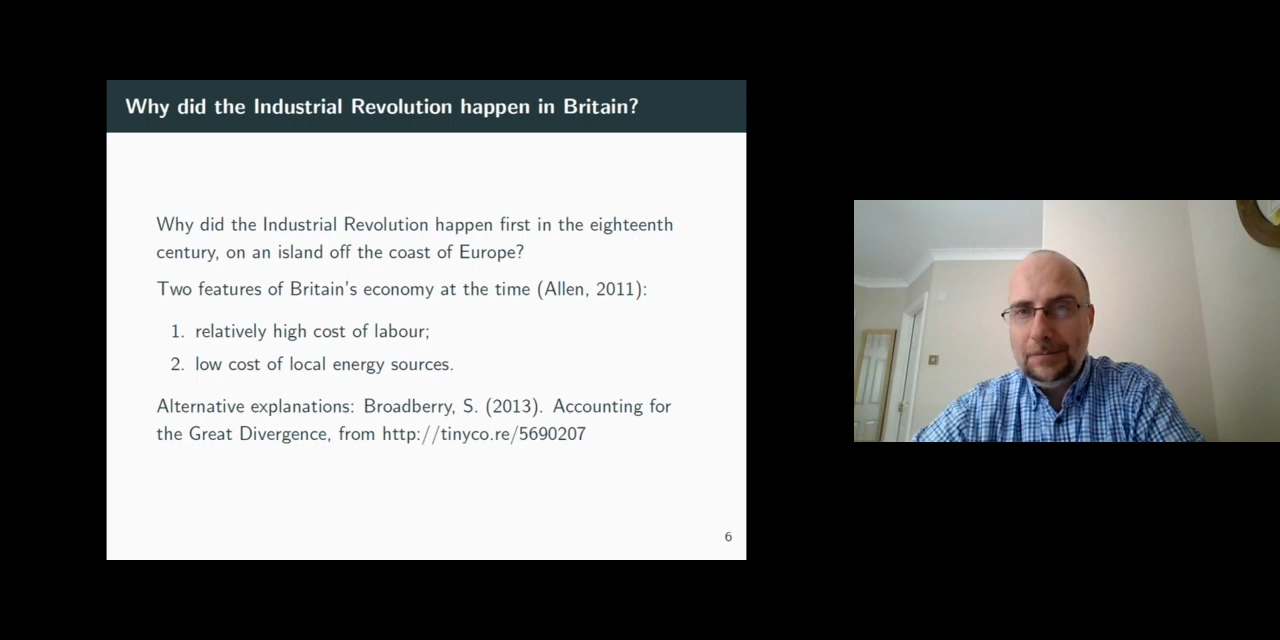 Why did the Industrial Revolution happen in Britain?
Why did the Industrial Revolution happen first in the eighteenth
century, on an island off the coast of Europe?
Two features of Britain's economy at the time (Allen, 2011):
1. relatively high cost of labour;
2. low cost of local energy sources.
Alternative explanations: Broadberry, S. (2013). Accounting for
the Great Divergence, from http://tinyco.re/5690207
6